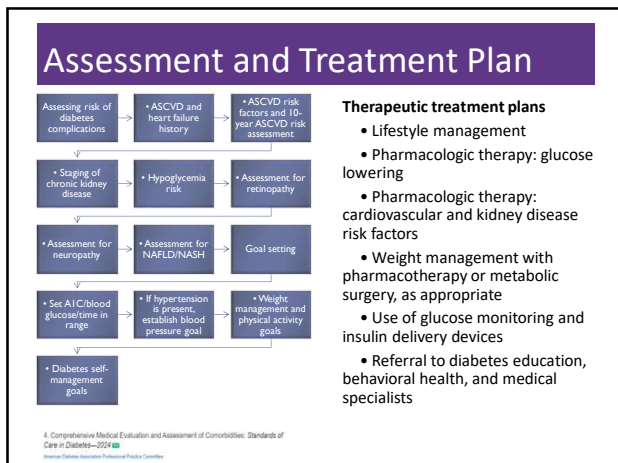 Assessment and Treatment Plan
Assessing risk of
diabetes
complications
• ASCVD and
heart failure
history
• ASCVD risk
factors and 10-
year ASCVD risk
assessment
• Staging of
chronic kidney
disease
• Hypoglycemia
risk
• Assessment for
retinopathy
• Assessment for
neuropathy
• Assessment for
NAFLD/NASH
Goal setting
• Set A1C/blood
glucose/time in
range
• If hypertension
is present,
establish blood
pressure goal
• Weight
management and
physical activity
goals
• Diabetes self-
management
goals
Therapeutic treatment plans
• Lifestyle management
• Pharmacologic therapy: glucose
lowering
• Pharmacologic therapy:
cardiovascular and kidney disease
risk factors
• Weight management with
pharmacotherapy or metabolic
surgery, as appropriate
• Use of glucose monitoring and
insulin delivery devices
• Referral to diabetes education,
behavioral health, and medical
specialists
4. Comprehensive Medical Evaluation and Assessment of Comorbidities: Standards of
Care in Diabetes—2024
American Diabetes Association Professional Practice Committee